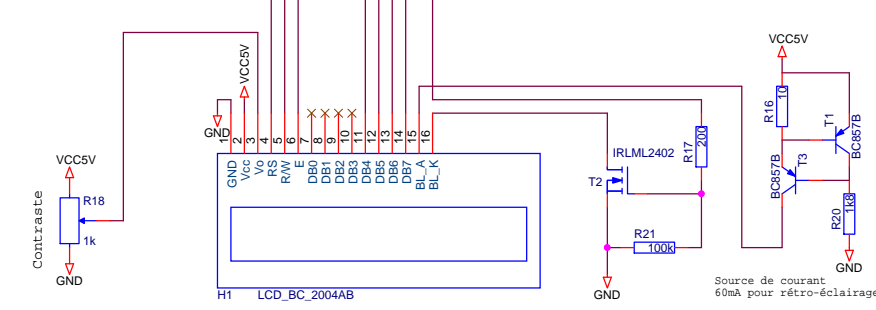 VCC5V
VCC5V
GND
1
2
3
4
5
6
7
8
9
10
11
12
13
14
15
16
GND
Vcc
Vo
RS
R/W
E
DB0
DB1
DB2
DB3
DB4
DB5
DB6
DB7
BL_A
BL_K
R16
10
T1
BC857B
T3
BC857B
R17
200
IRLML2402
T2
VCC5V
R18
1k
Contraste
GND
R21
100k
GND
R20
1k8
GND
Source de courant
60mA pour rétro-éclairage
H1
LCD_BC_2004AB